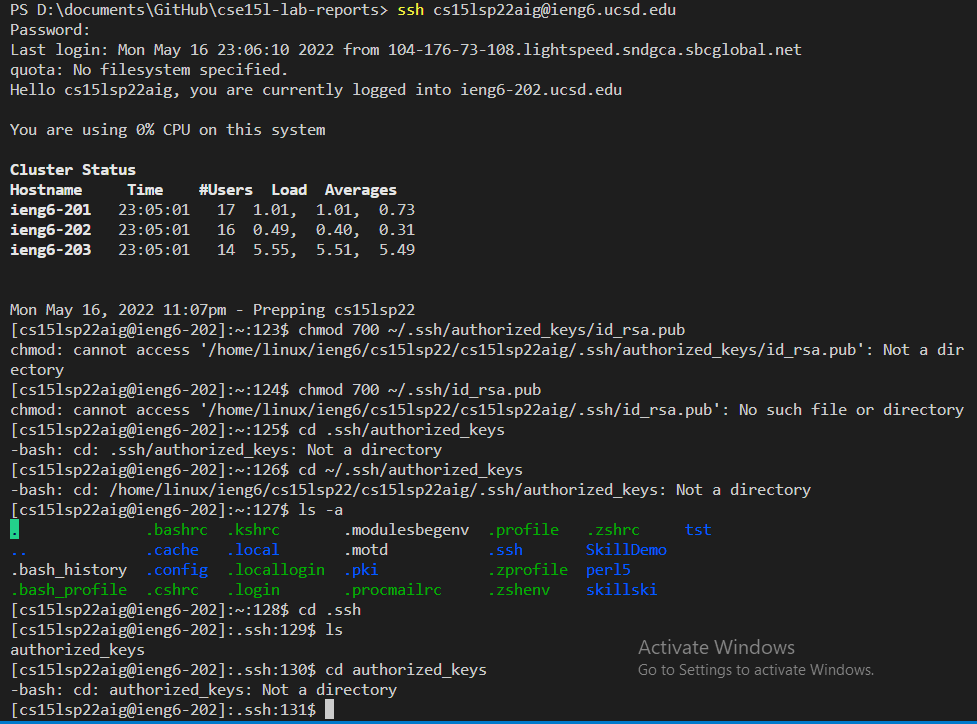 PS D:\documents\GitHub\cse15l-lab-reports> ssh cs15lsp22aig@ieng6.ucsd.edu
Password:
Last login: Mon May 16 23:06:10 2022 from 104-176-73-108.lightspeed.sndgca.sbcglobal.net
quota: No filesystem specified.
Hello cs15lsp22aig, you are currently logged into ieng6-202.ucsd.edu
You are using 0% CPU on this system
Cluster Status
Hostname     Time    #Users  Load  Averages
ieng6-201   23:05:01   17  1.01,  1.01,  0.73
ieng6-202   23:05:01   16  0.49,  0.40,  0.31
ieng6-203   23:05:01   14  5.55,  5.51,  5.49
Mon May 16, 2022 11:07pm - Prepping cs15lsp22
[cs15lsp22aig@ieng6-202]:~:123$ chmod 700 ~/.ssh/authorized_keys/id_rsa.pub
chmod: cannot access '/home/linux/ieng6/cs15lsp22/cs15lsp22aig/.ssh/authorized_keys/id_rsa.pub': Not a dir
ectory
[cs15lsp22aig@ieng6-202]:~:124$ chmod 700 ~/.ssh/id_rsa.pub
chmod: cannot access '/home/linux/ieng6/cs15lsp22/cs15lsp22aig/.ssh/id_rsa.pub': No such file or directory
[cs15lsp22aig@ieng6-202]:~:125$ cd .ssh/authorized_keys
-bash: cd: .ssh/authorized_keys: Not a directory
[cs15lsp22aig@ieng6-202]:~:126$ cd ~/.ssh/authorized_keys
-bash: cd: /home/linux/ieng6/cs15lsp22/cs15lsp22aig/.ssh/authorized_keys: Not a directory
[cs15lsp22aig@ieng6-202]:~:127$ ls -a
.              .bashrc  .kshrc       .modulesbegenv  .profile   .zshrc     tst
..             .cache   .local       .motd           .ssh       SkillDemo
.bash_history  .config  .locallogin  .pki            .zprofile  perl5
.bash_profile  .cshrc   .login       .procmailrc     .zshenv    skillski
[cs15lsp22aig@ieng6-202]:~:128$ cd .ssh
[cs15lsp22aig@ieng6-202]:.ssh:129$ ls
authorized_keys
[cs15lsp22aig@ieng6-202]:.ssh:130$ cd authorized_keys
-bash: cd: authorized_keys: Not a directory
[cs15lsp22aig@ieng6-202]:.ssh:131$
Activate Windows
Go to Settings to activate Windows.